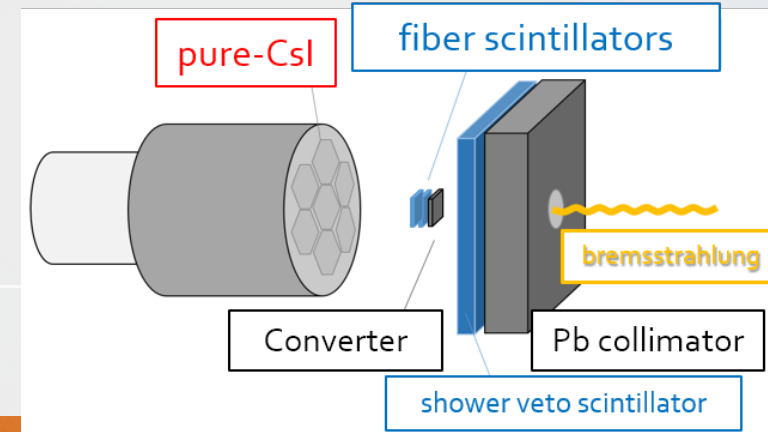 pure-CsI
fiber scintillators
bremsstrahlung
Converter
Pb collimator
shower veto scintillator